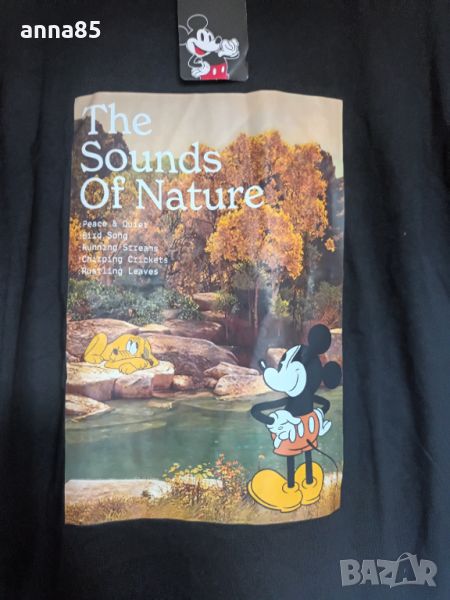 anna85
The
Sounds
Of Nature
Peace & Quiet
Bird Song
Running Streams
Chirping Crickets
Rustling Leaves
BAZAR